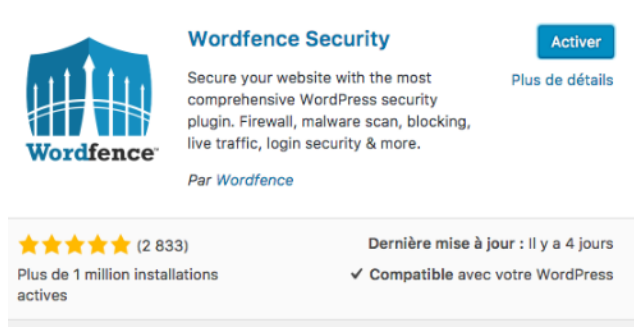 Wordfence Security
Activer
Secure your website with the most
comprehensive WordPress security
plugin. Firewall, malware scan, blocking,
live traffic, login security & more.
Plus de détails
Wordfence
Par Wordfence
(2 833)
Plus de 1 million installations
actives
Dernière mise à jour : Il y a 4 jours
✔ Compatible avec votre WordPress